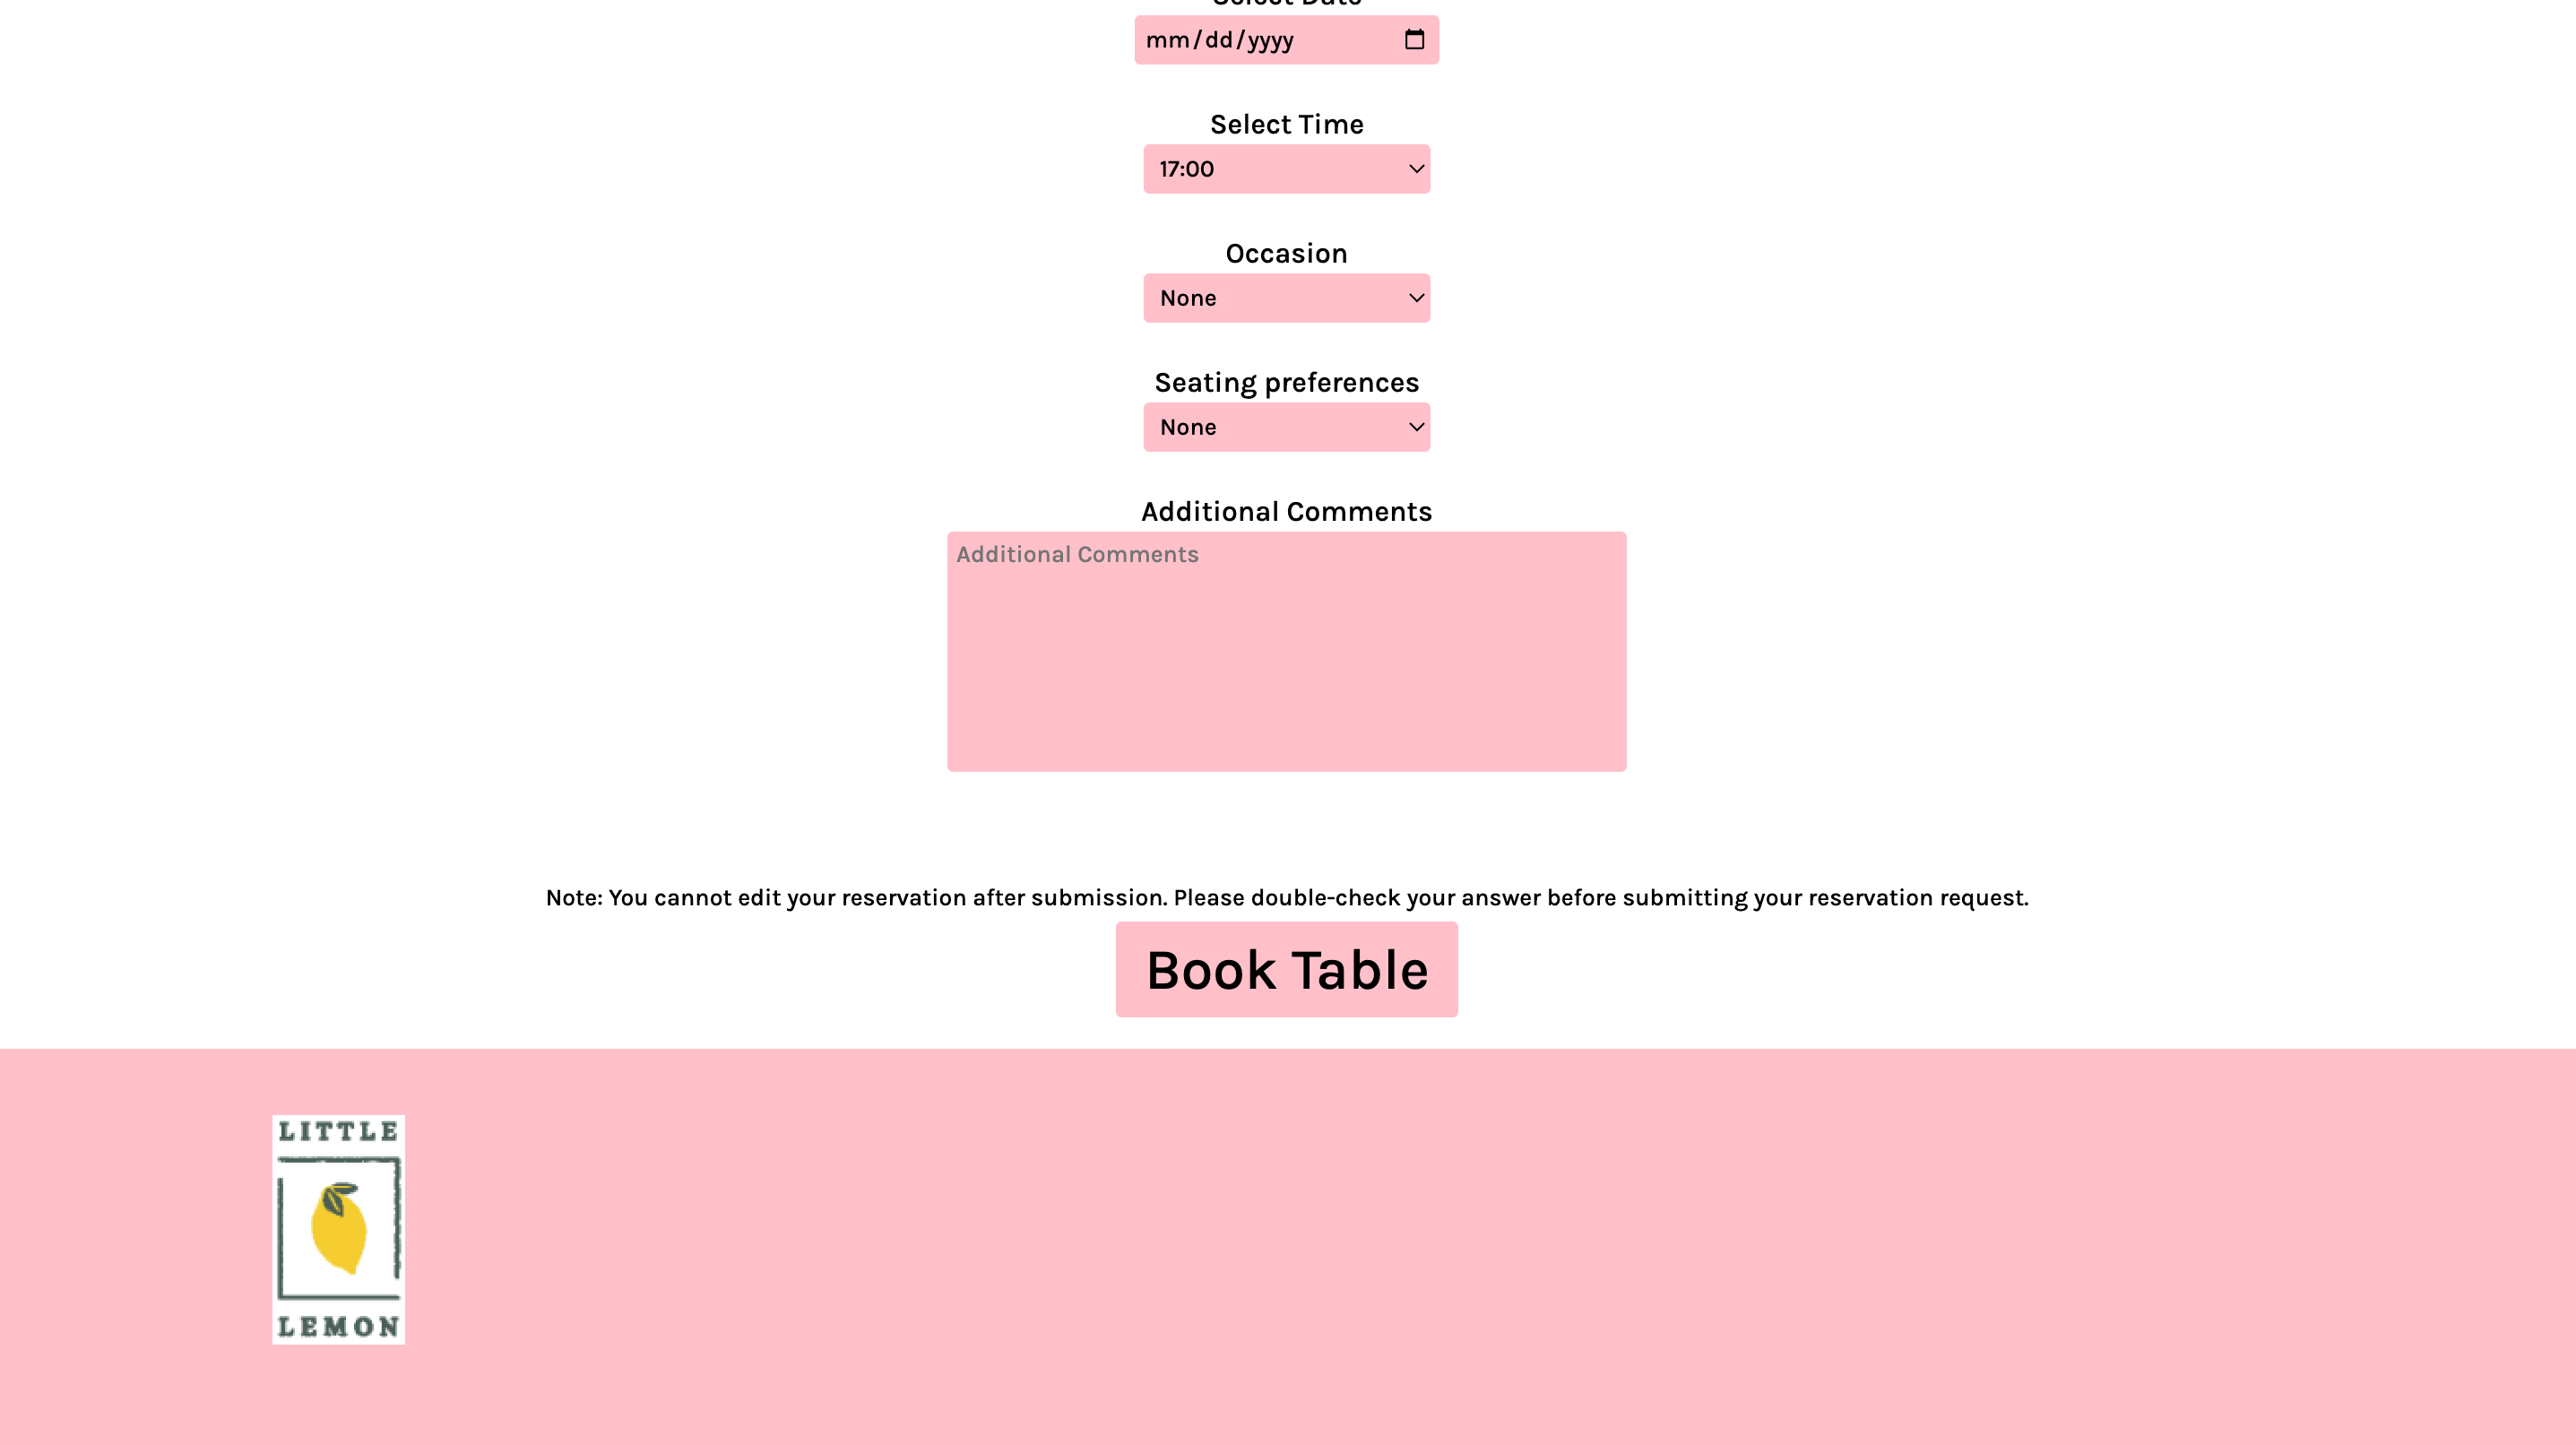 Select Date
mm/dd/yyyy
Select Time
17:00
Occasion
None
Seating preferences
None
Additional Comments
Additional Comments
Note: You cannot edit your reservation after submission. Please double-check your answer before submitting your reservation request.
Book Table
LITTLE
LEMON